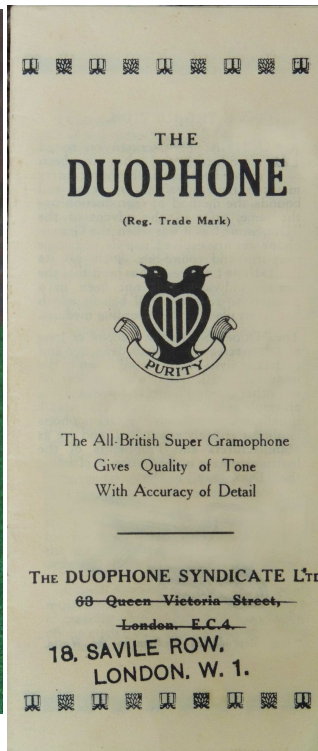 THE
DUOPHONE
(Reg. Trade Mark)
PURITY
The All-British Super Gramophone
Gives Quality of Tone
With Accuracy of Detail
THE DUOPHONE SYNDICATE LTD
63 Queen Victoria Street,
London. E.C.4.
18, SAVILE ROW,
LONDON. W. 1.